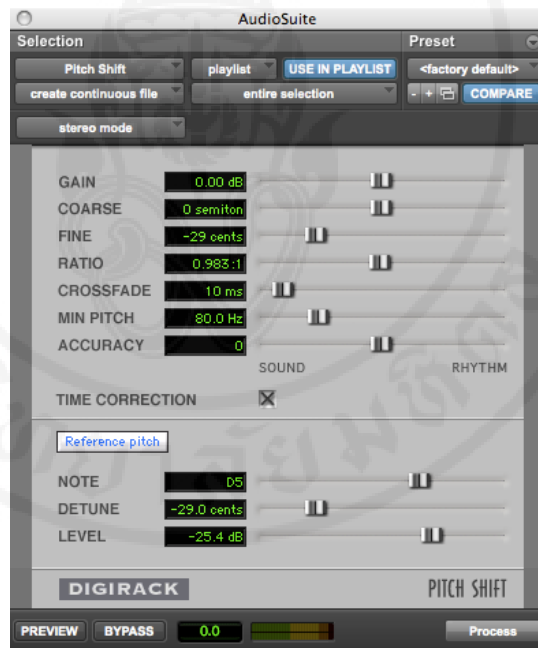 AudioSuite
Selection Preset
Pitch Shift playlist USE IN PLAYLIST <factory default>
create continuous file entire selection - + COMPARE
stereo mode
GAIN 0.00 dB
COARSE 0 semiton
FINE -29 cents
RATIO 0.983:1
CROSSFADE 10 ms
MIN PITCH 80.0 Hz
ACCURACY 0
SOUND RHYTHM
TIME CORRECTION
Reference pitch
NOTE D5
DETUNE -29.0 cents
LEVEL -25.4 dB
DIGIRACK PITCH SHIFT
PREVIEW BYPASS 0.0 Process